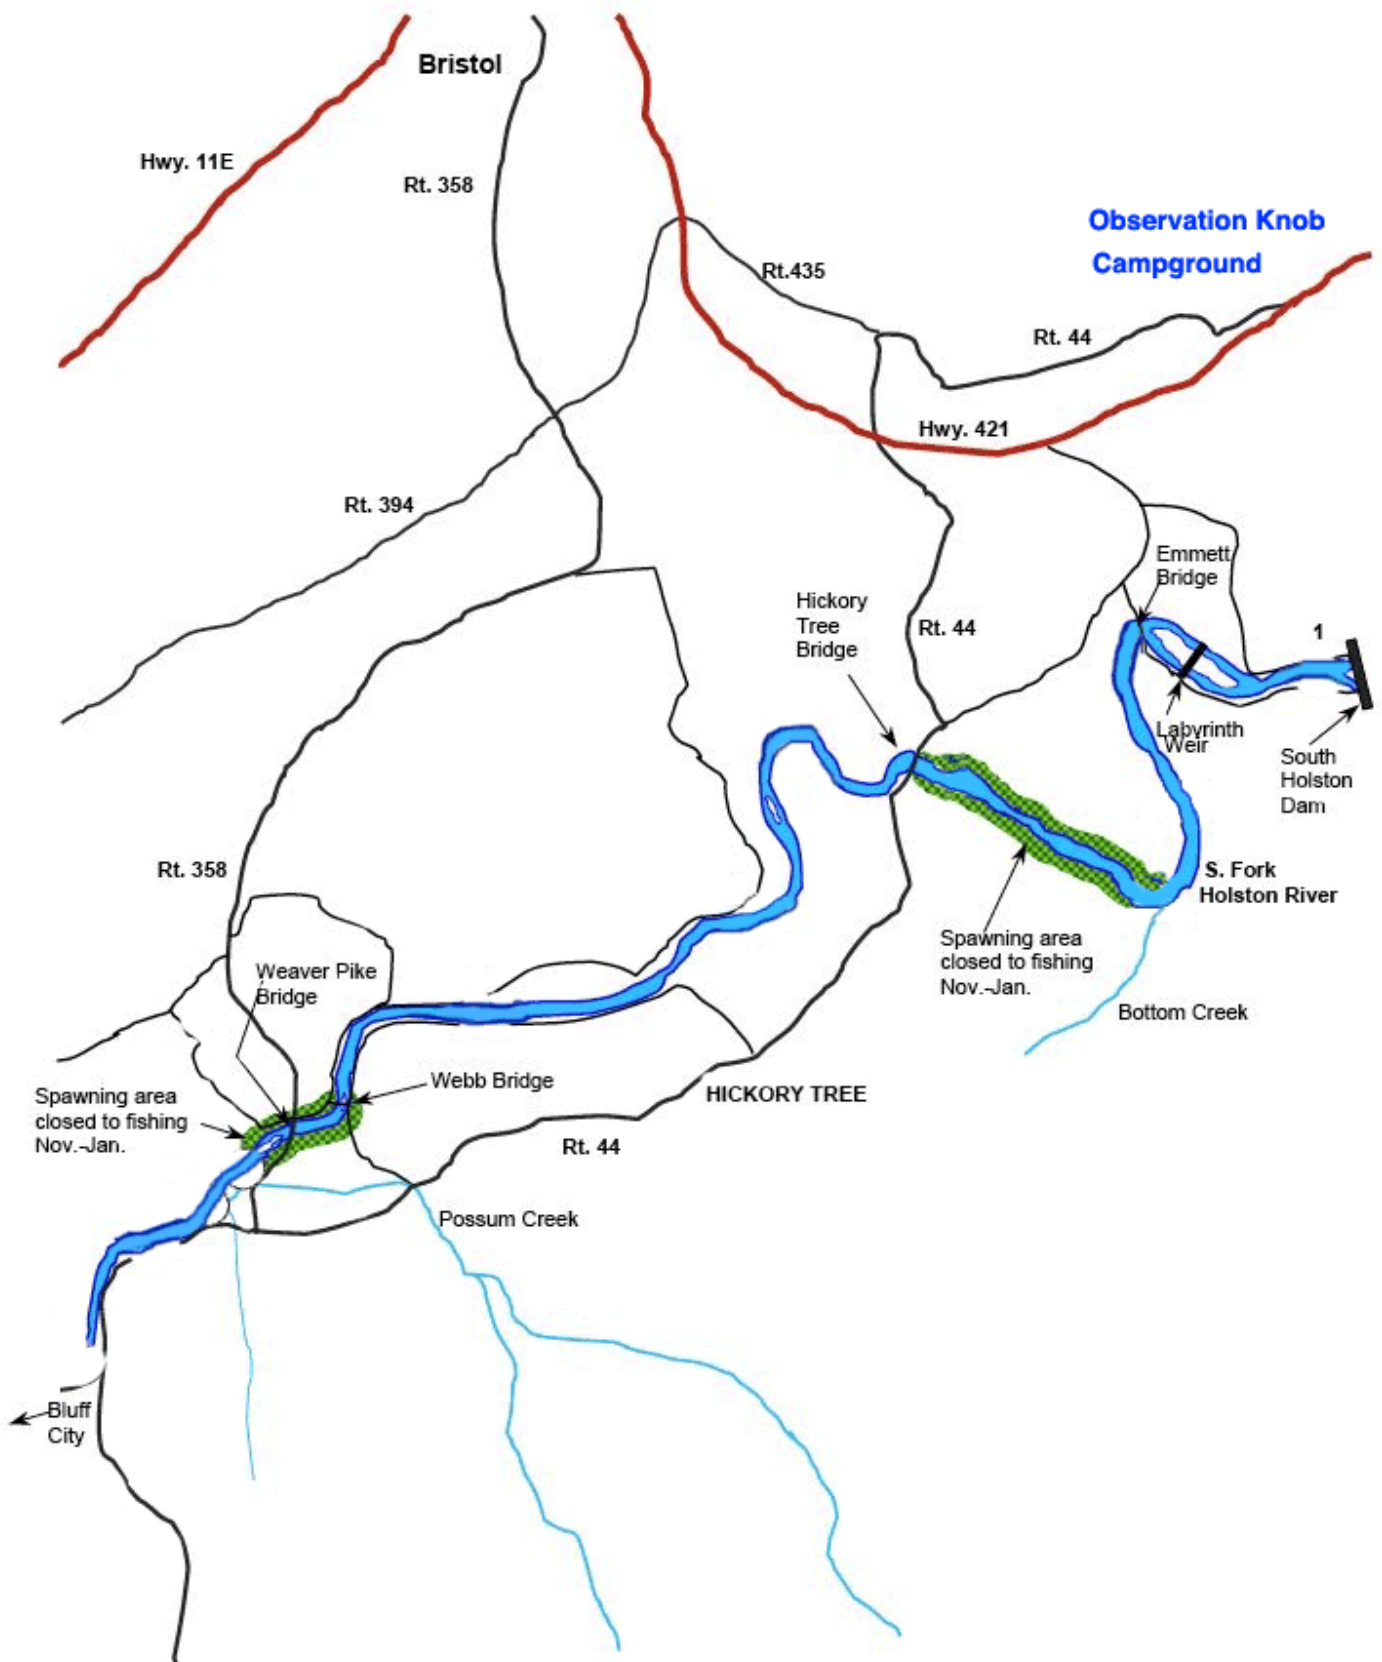 Bristol
Hwy. 11E
Rt. 358
Observation Knob
Campground
Rt.435
Rt. 44
Hwy. 421
Rt. 394
Emmett
Bridge
Hickory
Tree
Bridge
Rt. 44
1
Labyrinth
Weir
South
Holston
Dam
Rt. 358
S. Fork
Holston River
Spawning area
closed to fishing
Nov.-Jan.
Weaver Pike
Bridge
Bottom Creek
Webb Bridge
HICKORY TREE
Spawning area
closed to fishing
Nov.-Jan.
Rt. 44
Possum Creek
Bluff
City